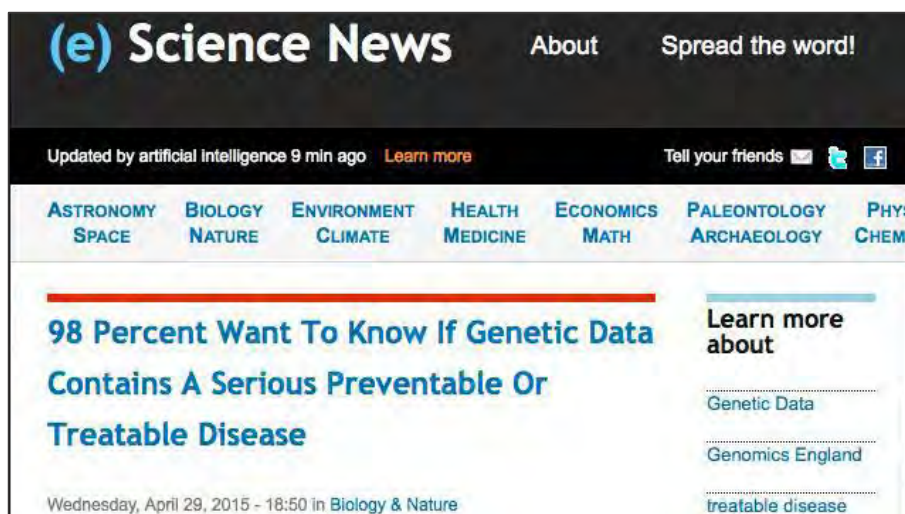 (e) Science News About Spread the word!
Updated by artificial intelligence 9 min ago Learn more Tell your friends
ASTRONOMY BIOLOGY ENVIRONMENT HEALTH ECONOMICS PALEONTOLOGY PHYS
SPACE NATURE CLIMATE MEDICINE MATH ARCHAEOLOGY CHEM
98 Percent Want To Know If Genetic Data
Contains A Serious Preventable Or
Treatable Disease
Wednesday, April 29, 2015 - 18:50 in Biology & Nature
Learn more
about
Genetic Data
Genomics England
treatable disease